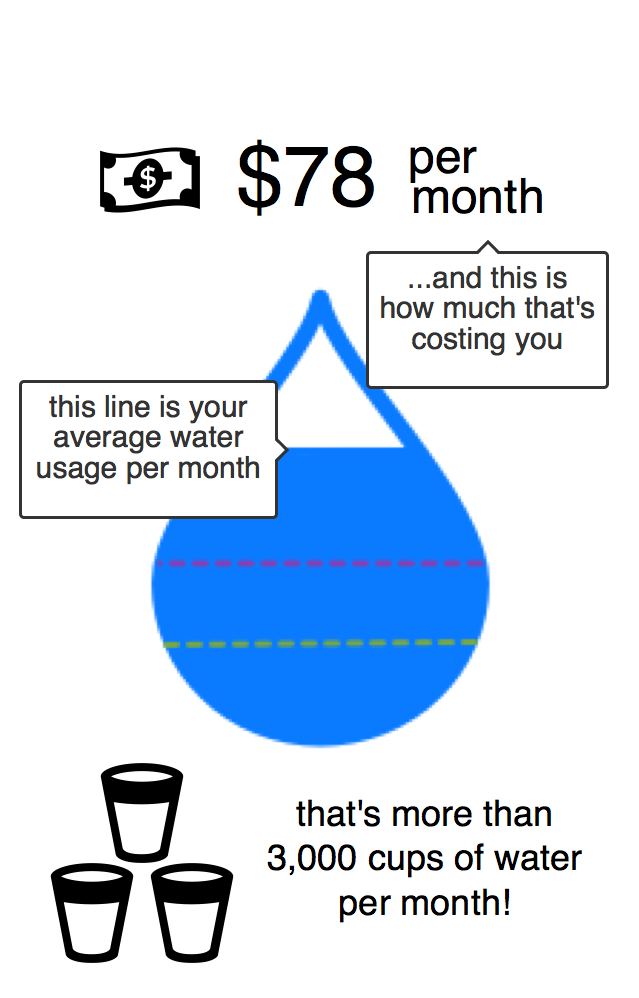 $78 per
month
...and this is
how much that's
costing you
this line is your
average water
usage per month
that's more than
3,000 cups of water
per month!